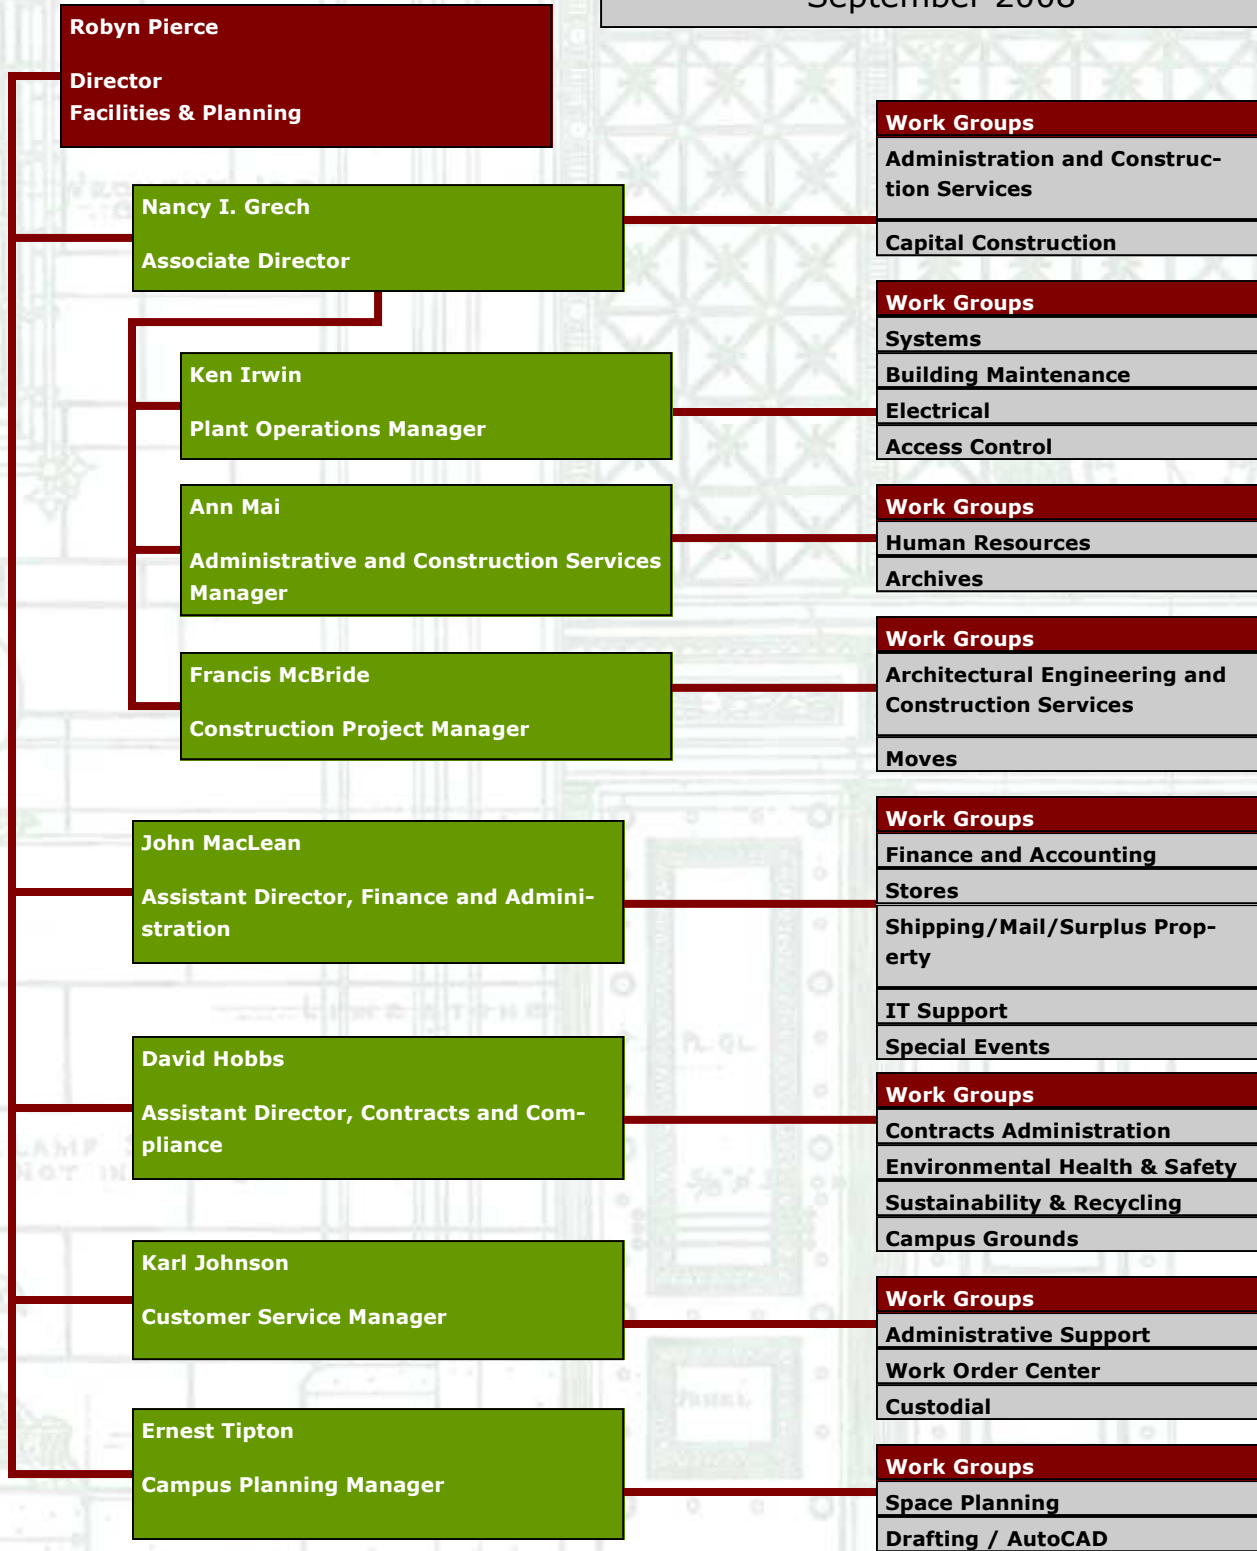 September 2008
Robyn Pierce
Director
Facilities & Planning
Work Groups
Administration and Construc-
tion Services
Capital Construction
Nancy I. Grech
Associate Director
Work Groups
Systems
Building Maintenance
Electrical
Access Control
Ken Irwin
Plant Operations Manager
Ann Mai
Administrative and Construction Services
Manager
Work Groups
Human Resources
Archives
Francis McBride
Construction Project Manager
Work Groups
Architectural Engineering and
Construction Services
Moves
John MacLean
Assistant Director, Finance and Admini-
stration
Work Groups
Finance and Accounting
Stores
Shipping/Mail/Surplus Prop-
erty
IT Support
Special Events
David Hobbs
Assistant Director, Contracts and Com-
pliance
Work Groups
Contracts Administration
Environmental Health & Safety
Sustainability & Recycling
Campus Grounds
Karl Johnson
Customer Service Manager
Work Groups
Administrative Support
Work Order Center
Custodial
Ernest Tipton
Campus Planning Manager
Work Groups
Space Planning
Drafting / AutoCAD